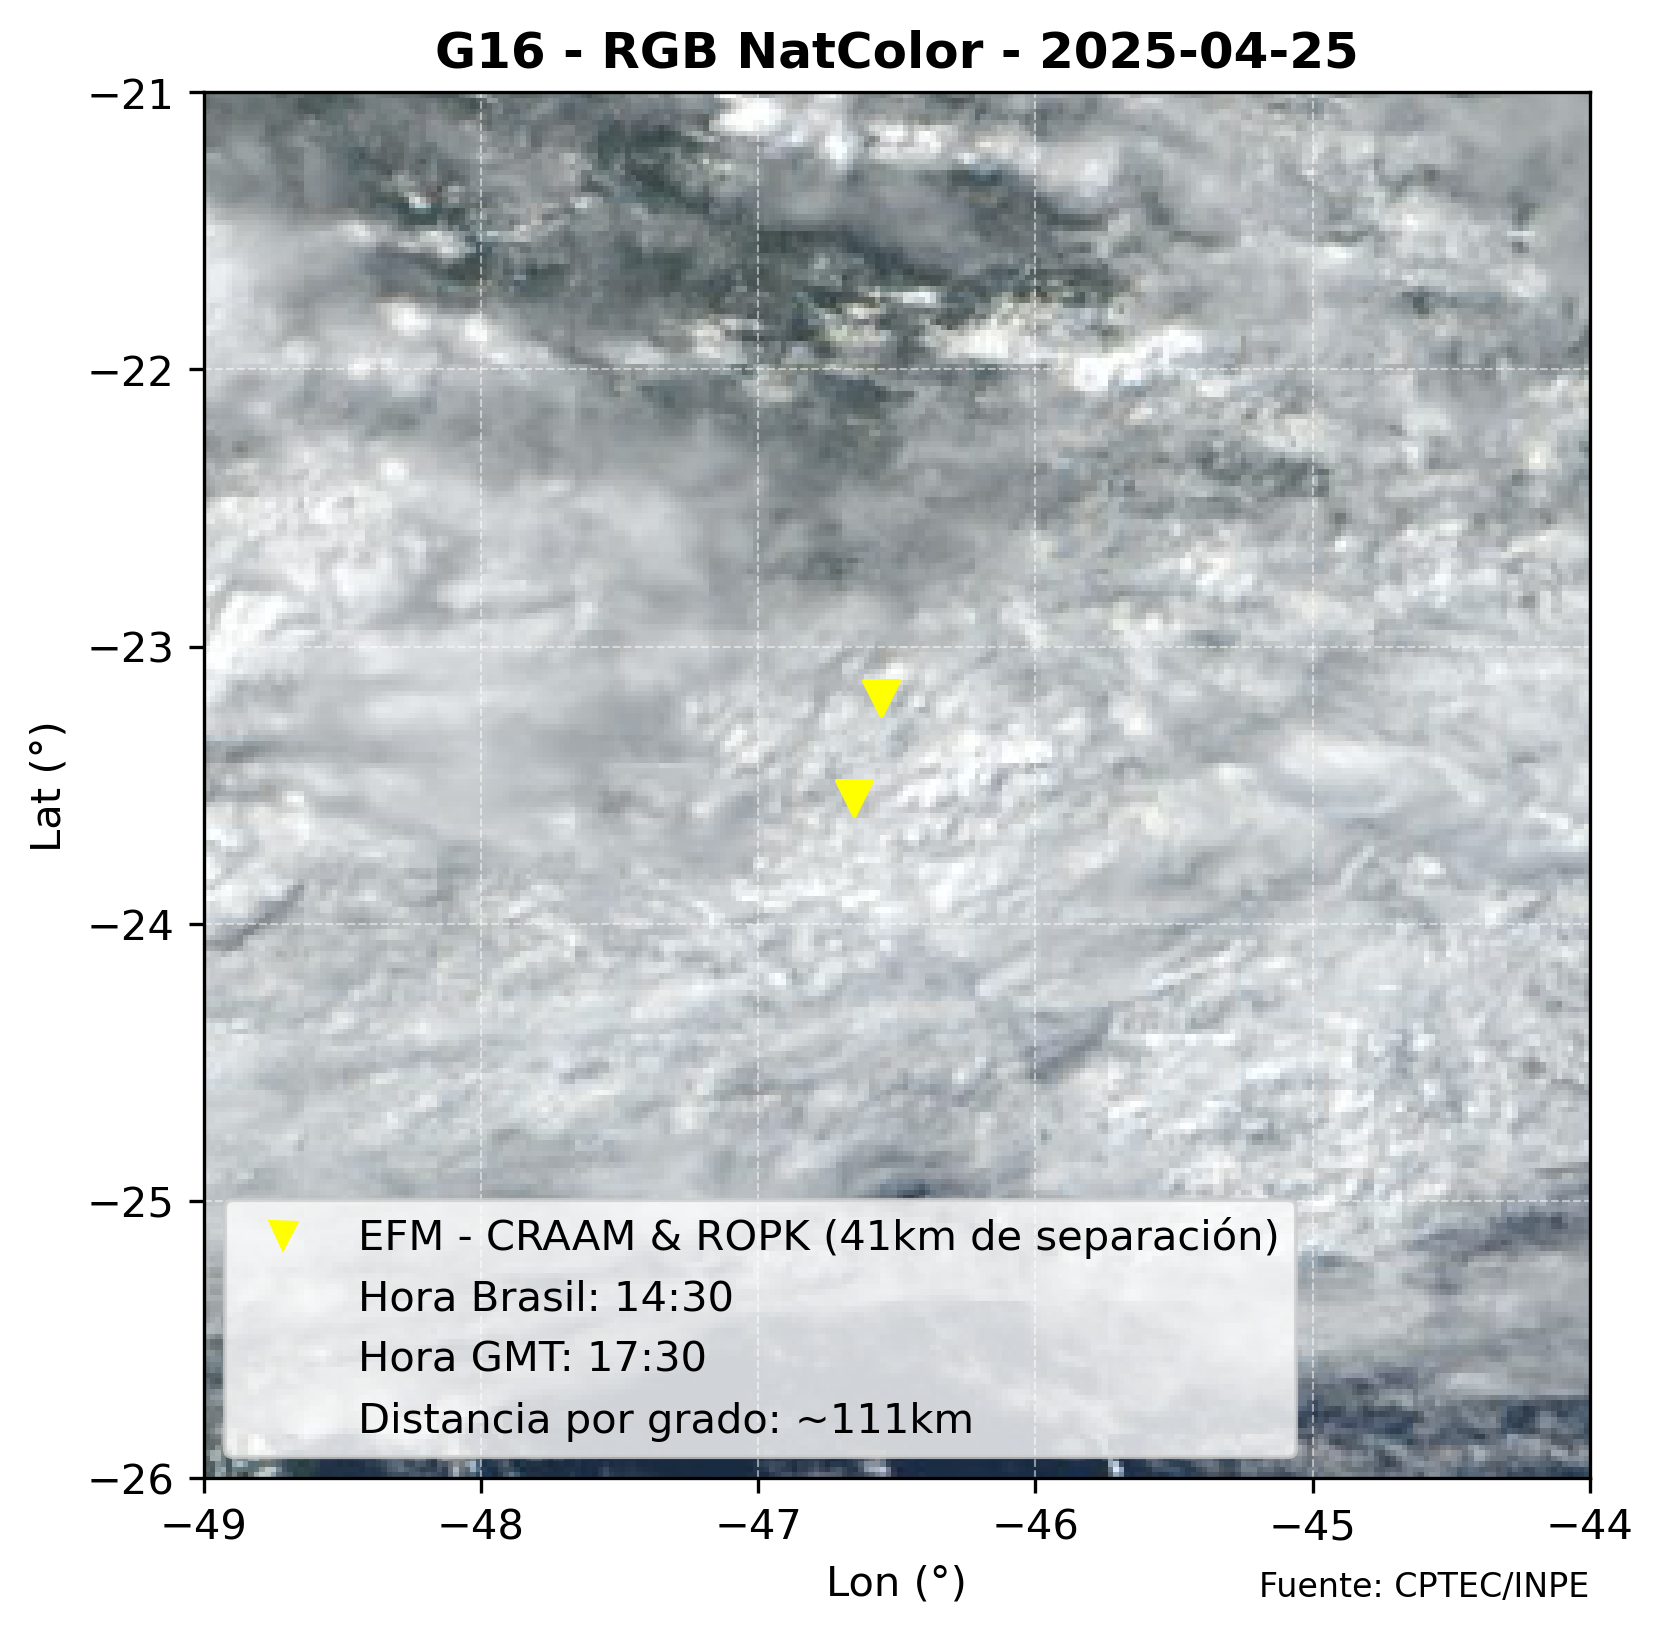 G16 - RGB NatColor - 2025-04-25
−21
−22
−23
−24
−25
−26
Lat (°)
EFM - CRAAM & ROPK (41km de separación)
Hora Brasil: 14:30
Hora GMT: 17:30
Distancia por grado: ~111km
−49 −48 −47 −46 −45 −44
Lon (°)
Fuente: CPTEC/INPE